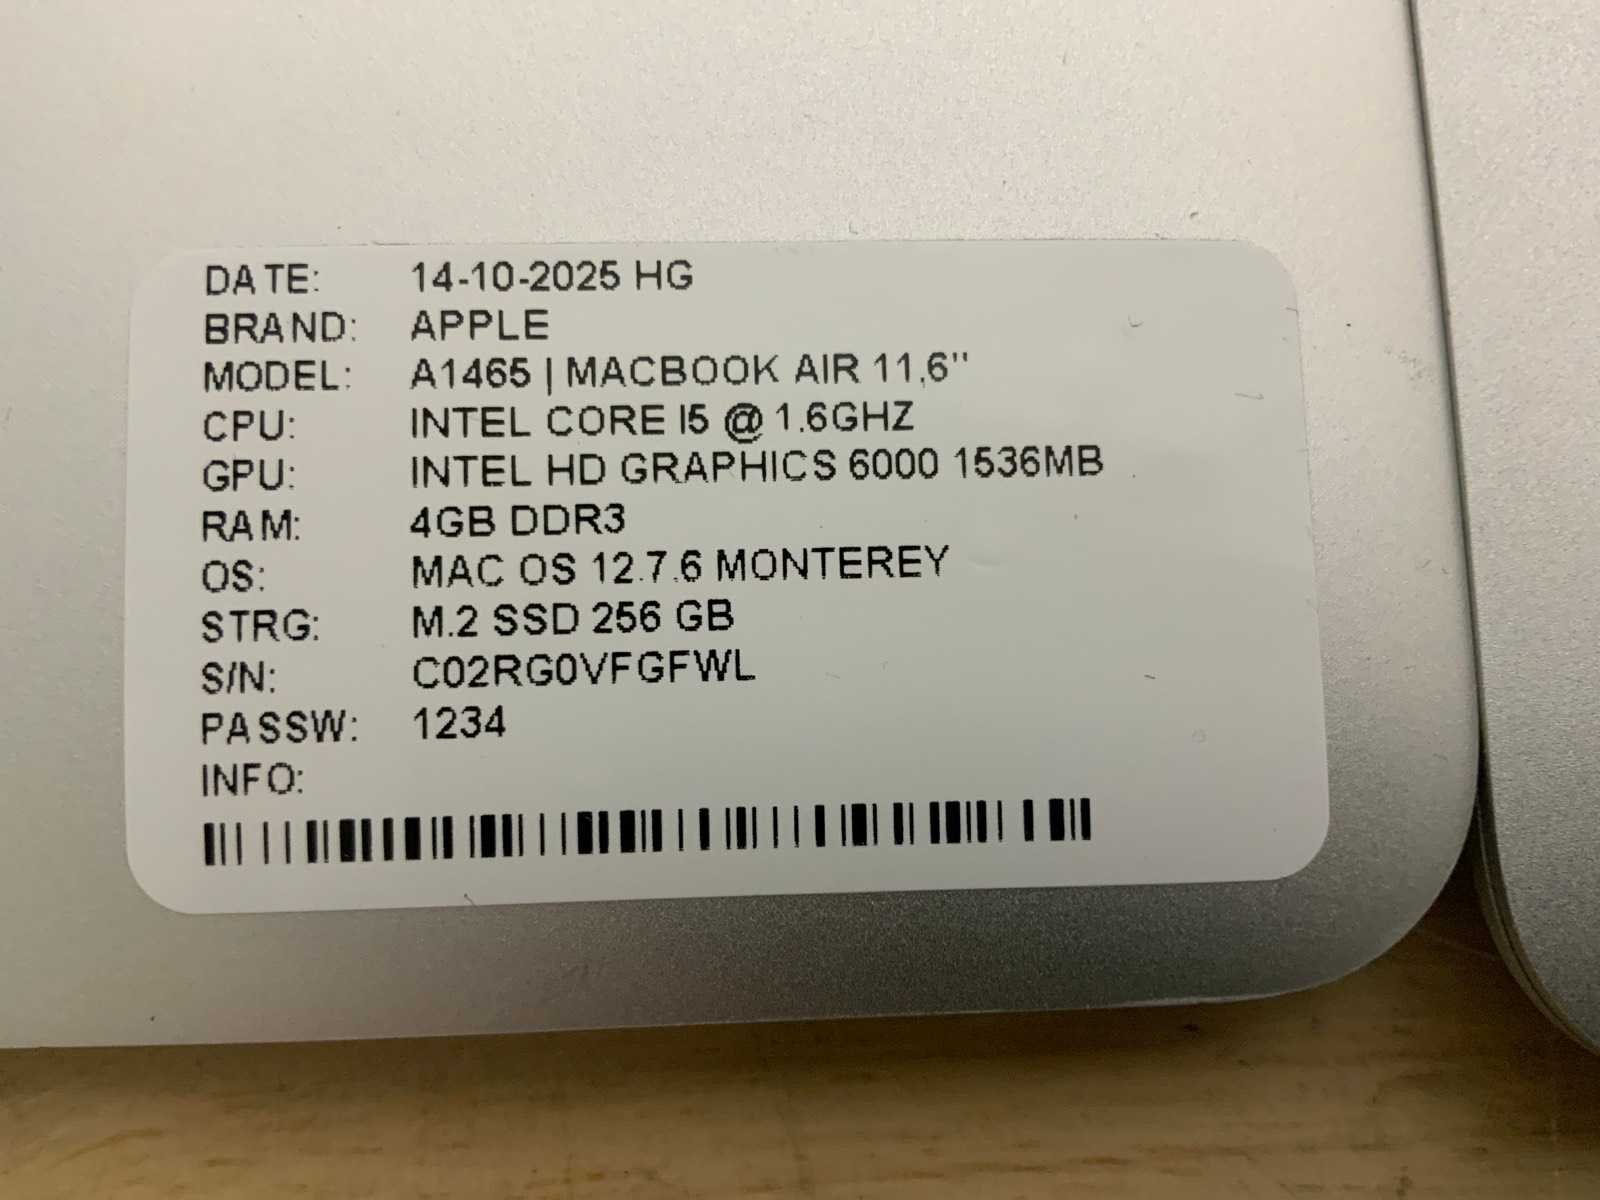 DATE: 14-10-2025 HG
BRAND: APPLE
MODEL: A1465 | MACBOOK AIR 11,6"
CPU: INTEL CORE I5 @ 1.6GHZ
GPU: INTEL HD GRAPHICS 6000 1536MB
RAM: 4GB DDR3
OS: MAC OS 12.7.6 MONTEREY
STRG: M.2 SSD 256 GB
S/N: C02RG0VFGFWL
PASSW: 1234
INFO: